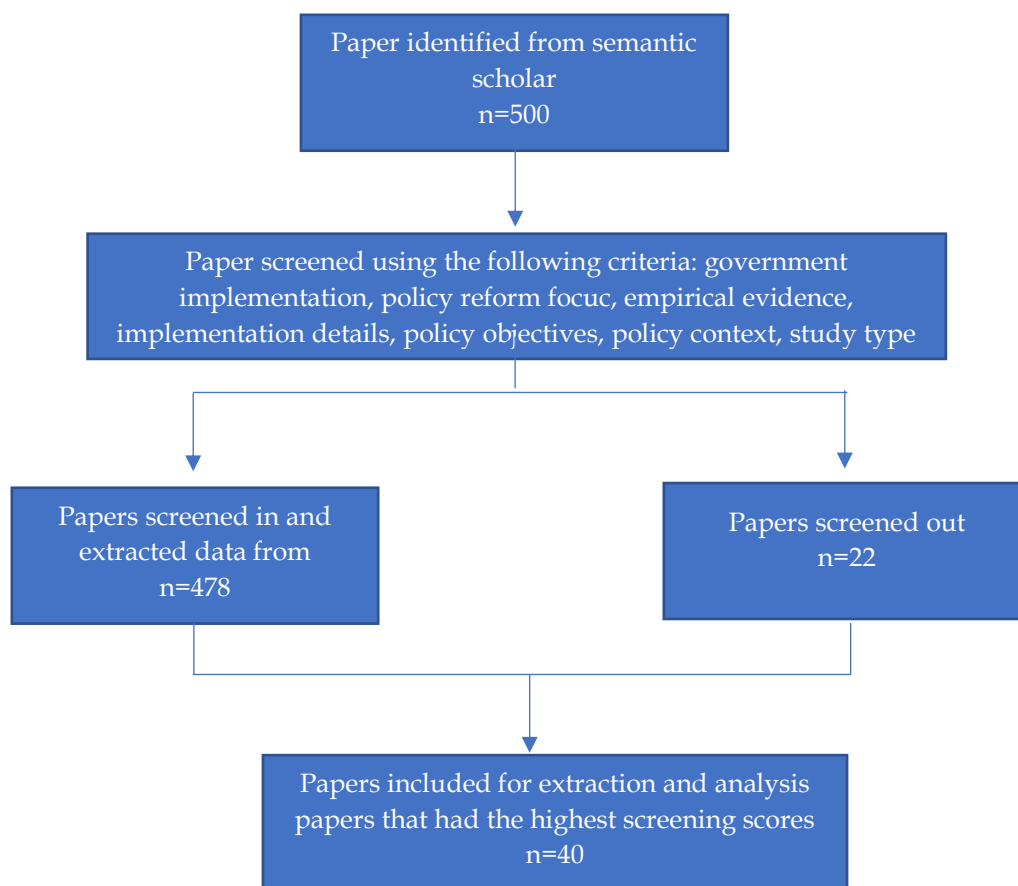 Paper identified from semantic
scholar
n=500
Paper screened using the following criteria: government
implementation, policy reform focuc, empirical evidence,
implementation details, policy objectives, policy context, study type
Papers screened in and
extracted data from
n=478
Papers screened out
n=22
Papers included for extraction and analysis
papers that had the highest screening scores
n=40